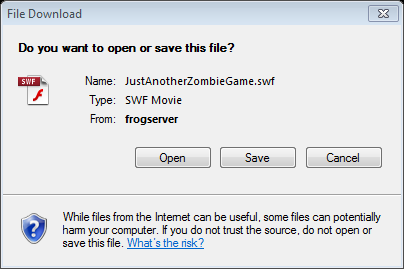 File Download
Do you want to open or save this file?
SWF
Name: JustAnotherZombieGame.swf
Type: SWF Movie
From: frogserver
Open Save Cancel
While files from the Internet can be useful, some files can potentially
harm your computer. If you do not trust the source, do not open or
save this file. What's the risk?